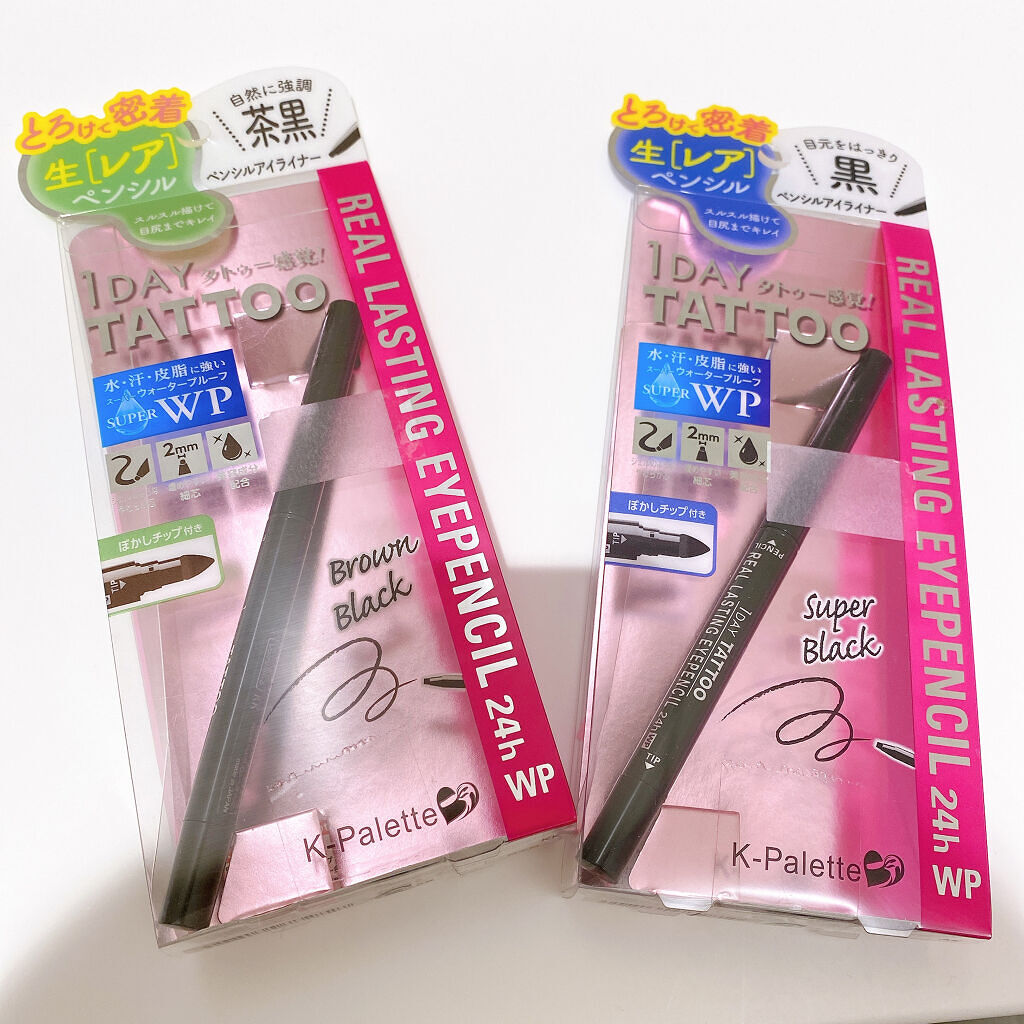 とろけて密着
生[レア]
ペンシル
スルスル描けて
目尻までキレイ
自然に強調
茶黒
ペンシルアイライナー
1DAY タトゥー感覚!
TATTOO
水・汗・皮脂に強い
ウォータープルーフ
SUPER WP
2mm
細芯
配合
ぼかしチップ付き
TIP
Brown
Black
K-Palette
REAL LASTING EYEPENCIL 24h WP
とろけて密着
生[レア]
ペンシル
スルスル描けて
目尻までキレイ
目元をはっきり
黒
ペンシルアイライナー
1DAY タトゥー感覚!
TATTOO
水・汗・皮脂に強い
ウォータープルーフ
SUPER WP
2mm
細芯
配合
ぼかしチップ付き
TIP
PENCIL
1DAY TATTOO
REAL LASTING EYEPENCIL 24h WP
TIP
Super
Black
K-Palette
REAL LASTING EYEPENCIL 24h WP